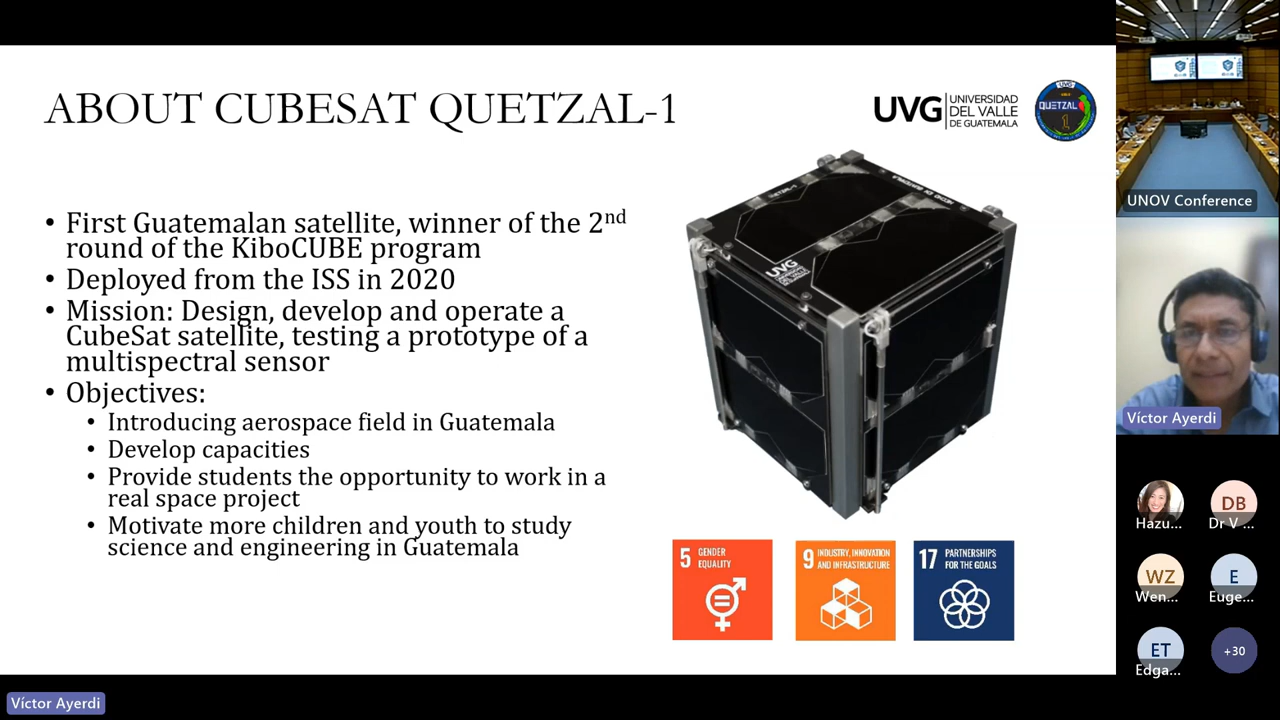 ABOUT CUBESAT QUETZAL-1
UVG UNIVERSIDAD
DEL VALLE
DE GUATEMALA
UVG
QUETZAL
1
• First Guatemalan satellite, winner of the 2nd
round of the KiboCUBE program
• Deployed from the ISS in 2020
• Mission: Design, develop and operate a
CubeSat satellite, testing a prototype of a
multispectral sensor
• Objectives:
• Introducing aerospace field in Guatemala
• Develop capacities
• Provide students the opportunity to work in a
real space project
• Motivate more children and youth to study
science and engineering in Guatemala
UVG
5 GENDER
EQUALITY
9 INDUSTRY, INNOVATION
AND INFRASTRUCTURE
17 PARTNERSHIPS
FOR THE GOALS
UNOV Conference
Víctor Ayerdi
Hazu...
DB
Dr V ...
WZ
Wen...
E
Euge...
ET
Edga...
+30
Víctor Ayerdi